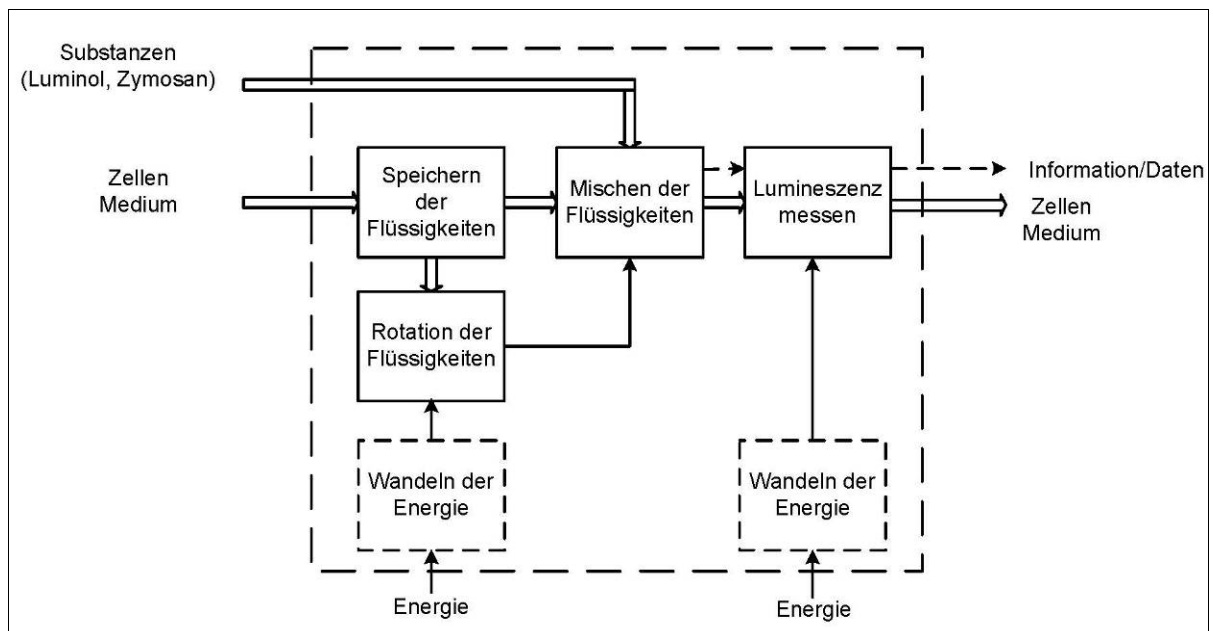 Substanzen
(Luminol, Zymosan)
Zellen
Medium
Speichern
der
Flüssigkeiten
Mischen der
Flüssigkeiten
Lumineszenz
messen
Information/Daten
Zellen
Medium
Rotation der
Flüssigkeiten
Wandeln der
Energie
Wandeln der
Energie
Energie
Energie